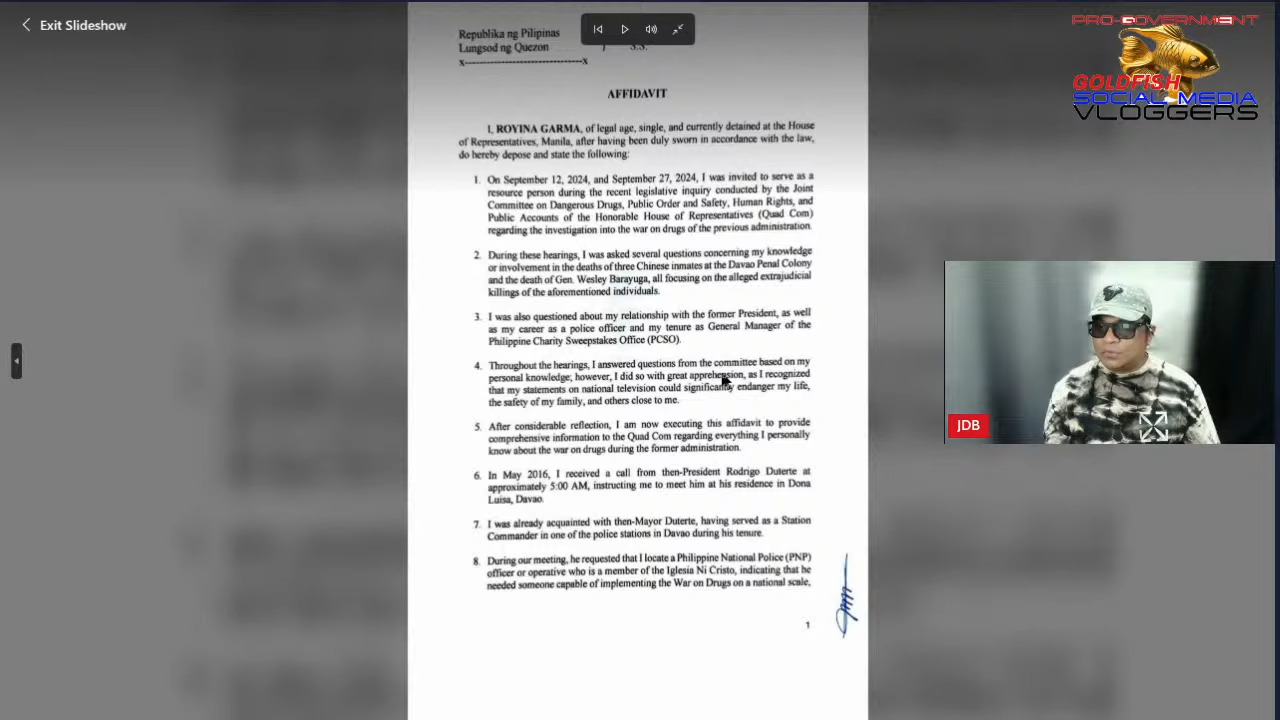 Exit Slideshow
PRO-GOVERNMENT
GOLDFISH
SOCIAL MEDIA
VLOGGERS
Republika ng Pilipinas
Lungsod ng Quezon ) S.S.
x-------------------------------x
AFFIDAVIT
I, ROYINA GARMA, of legal age, single, and currently detained at the House
of Representatives, Manila, after having been duly sworn in accordance with the law,
do hereby depose and state the following:
1. On September 12, 2024, and September 27, 2024, I was invited to serve as a
resource person during the recent legislative inquiry conducted by the Joint
Committee on Dangerous Drugs, Public Order and Safety, Human Rights, and
Public Accounts of the Honorable House of Representatives (Quad Com)
regarding the investigation into the war on drugs of the previous administration.
2. During these hearings, I was asked several questions concerning my knowledge
or involvement in the deaths of three Chinese inmates at the Davao Penal Colony
and the death of Gen. Wesley Barayuga, all focusing on the alleged extrajudicial
killings of the aforementioned individuals.
3. I was also questioned about my relationship with the former President, as well
as my career as a police officer and my tenure as General Manager of the
Philippine Charity Sweepstakes Office (PCSO).
4. Throughout the hearings, I answered questions from the committee based on my
personal knowledge; however, I did so with great apprehension, as I recognized
that my statements on national television could significantly endanger my life,
the safety of my family, and others close to me.
5. After considerable reflection, I am now executing this affidavit to provide
comprehensive information to the Quad Com regarding everything I personally
know about the war on drugs during the former administration.
6. In May 2016, I received a call from then-President Rodrigo Duterte at
approximately 5:00 AM, instructing me to meet him at his residence in Dona
Luisa, Davao.
7. I was already acquainted with then-Mayor Duterte, having served as a Station
Commander in one of the police stations in Davao during his tenure.
8. During our meeting, he requested that I locate a Philippine National Police (PNP)
officer or operative who is a member of the Iglesia Ni Cristo, indicating that he
needed someone capable of implementing the War on Drugs on a national scale,
1
JDB